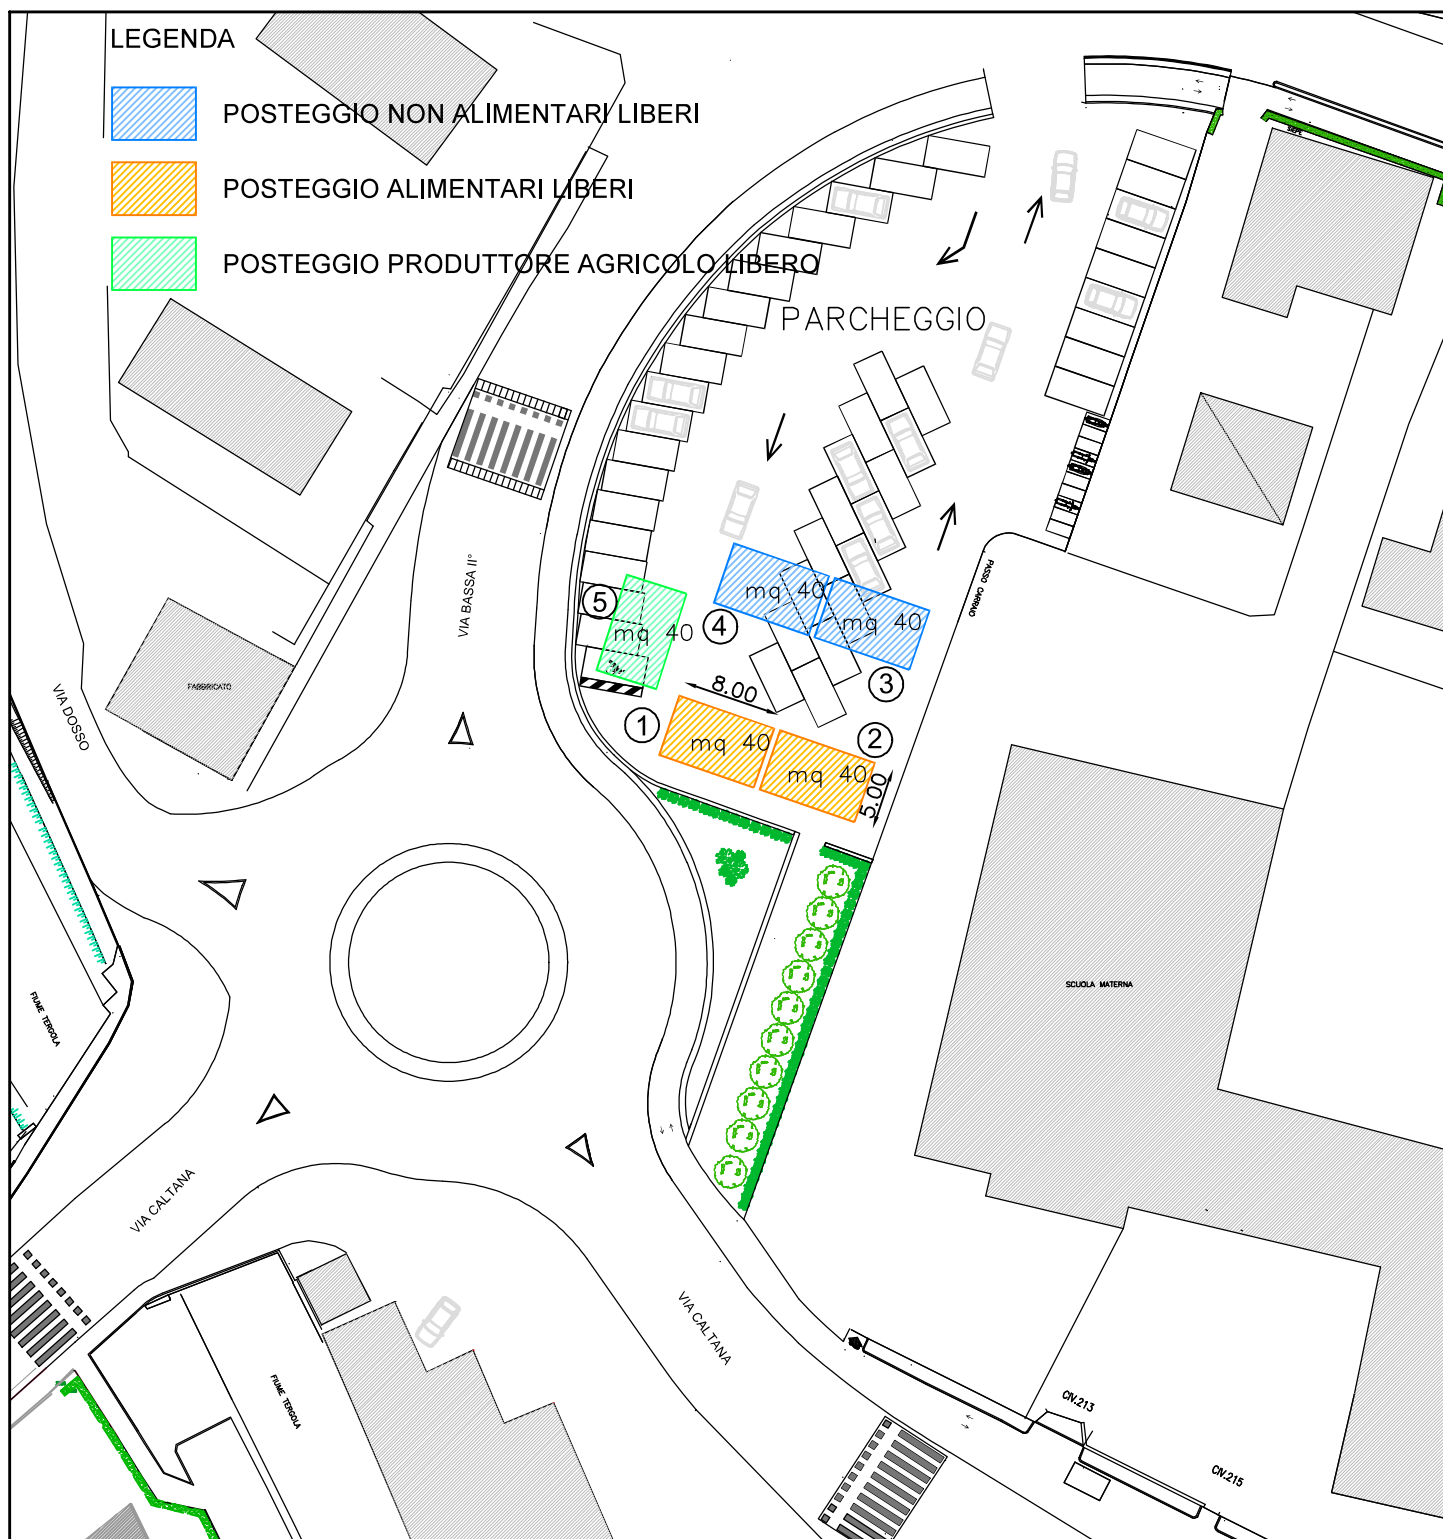 LEGENDA
POSTEGGIO NON ALIMENTARI LIBERI
POSTEGGIO ALIMENTARI LIBERI
POSTEGGIO PRODUTTORE AGRICOLO LIBERO
SIEPE
PARCHEGGIO
VIA BASSA II°
PASSO CARRAIO
mq 40
mq 40
5
mq 40
4
3
8.00
1
2
mq 40
mq 40
5.00
FABBRICATO
VIA DOSSO
SCUOLA MATERNA
FIUME TERGOLA
VIA CALTANA
VIA CALTANA
FIUME TERGOLA
CIV.213
CIV.215